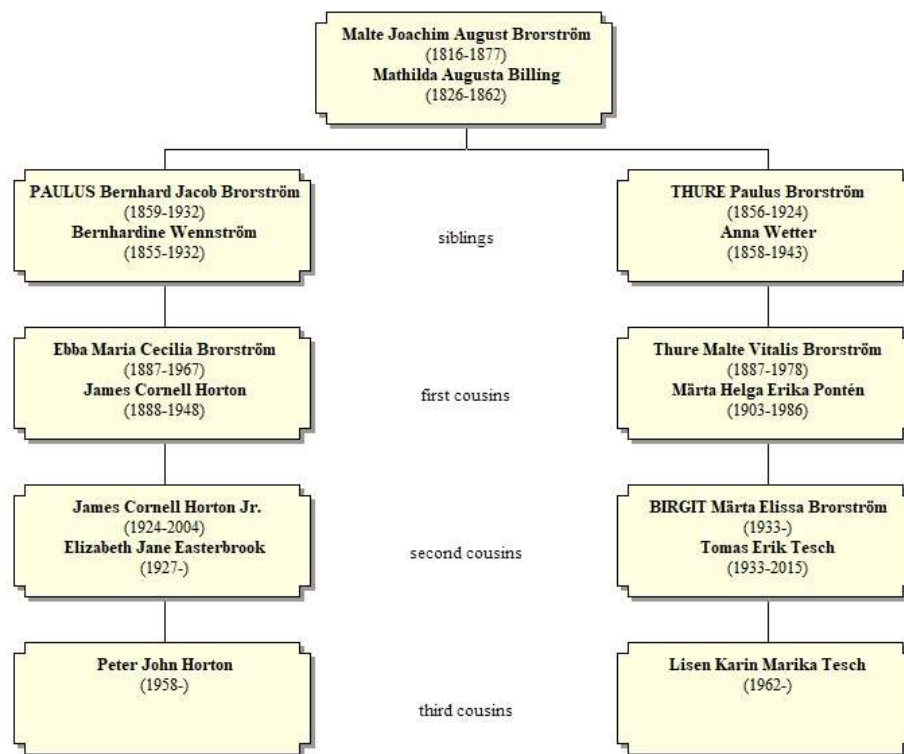 Malte Joachim August Brorström
(1816-1877)
Mathilda Augusta Billing
(1826-1862)
PAULUS Bernhard Jacob Brorström
(1859-1932)
Bernhardine Wennström
(1855-1932)
siblings
THURE Paulus Brorström
(1856-1924)
Anna Wetter
(1858-1943)
Ebba Maria Cecilia Brorström
(1887-1967)
James Cornell Horton
(1888-1948)
first cousins
Thure Malte Vitalis Brorström
(1887-1978)
Märta Helga Erika Pontén
(1903-1986)
James Cornell Horton Jr.
(1924-2004)
Elizabeth Jane Easterbrook
(1927-)
second cousins
BIRGIT Märta Elissa Brorström
(1933-)
Tomas Erik Tesch
(1933-2015)
Peter John Horton
(1958-)
third cousins
Lisen Karin Marika Tesch
(1962-)